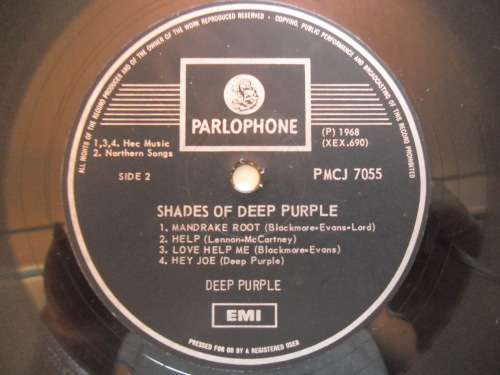 ALL RIGHTS OF THE RECORD PRODUCER AND OF THE OWNER OF THE WORK RECORDED RESERVED • COPYING, PUBLIC PERFORMANCE AND BROADCASTING OF THIS RECORD PROHIBITED
PARLOPHONE
1,3,4. Hec Music
2. Northern Songs
(P) 1968
(XEX.690)
SIDE 2
PMCJ 7055
SHADES OF DEEP PURPLE
1. MANDRAKE ROOT (Blackmore-Evans-Lord)
2. HELP (Lennon-McCartney)
3. LOVE HELP ME (Blackmore-Evans)
4. HEY JOE (Deep Purple)
DEEP PURPLE
EMI
PRESSED FOR OR BY A REGISTERED USER